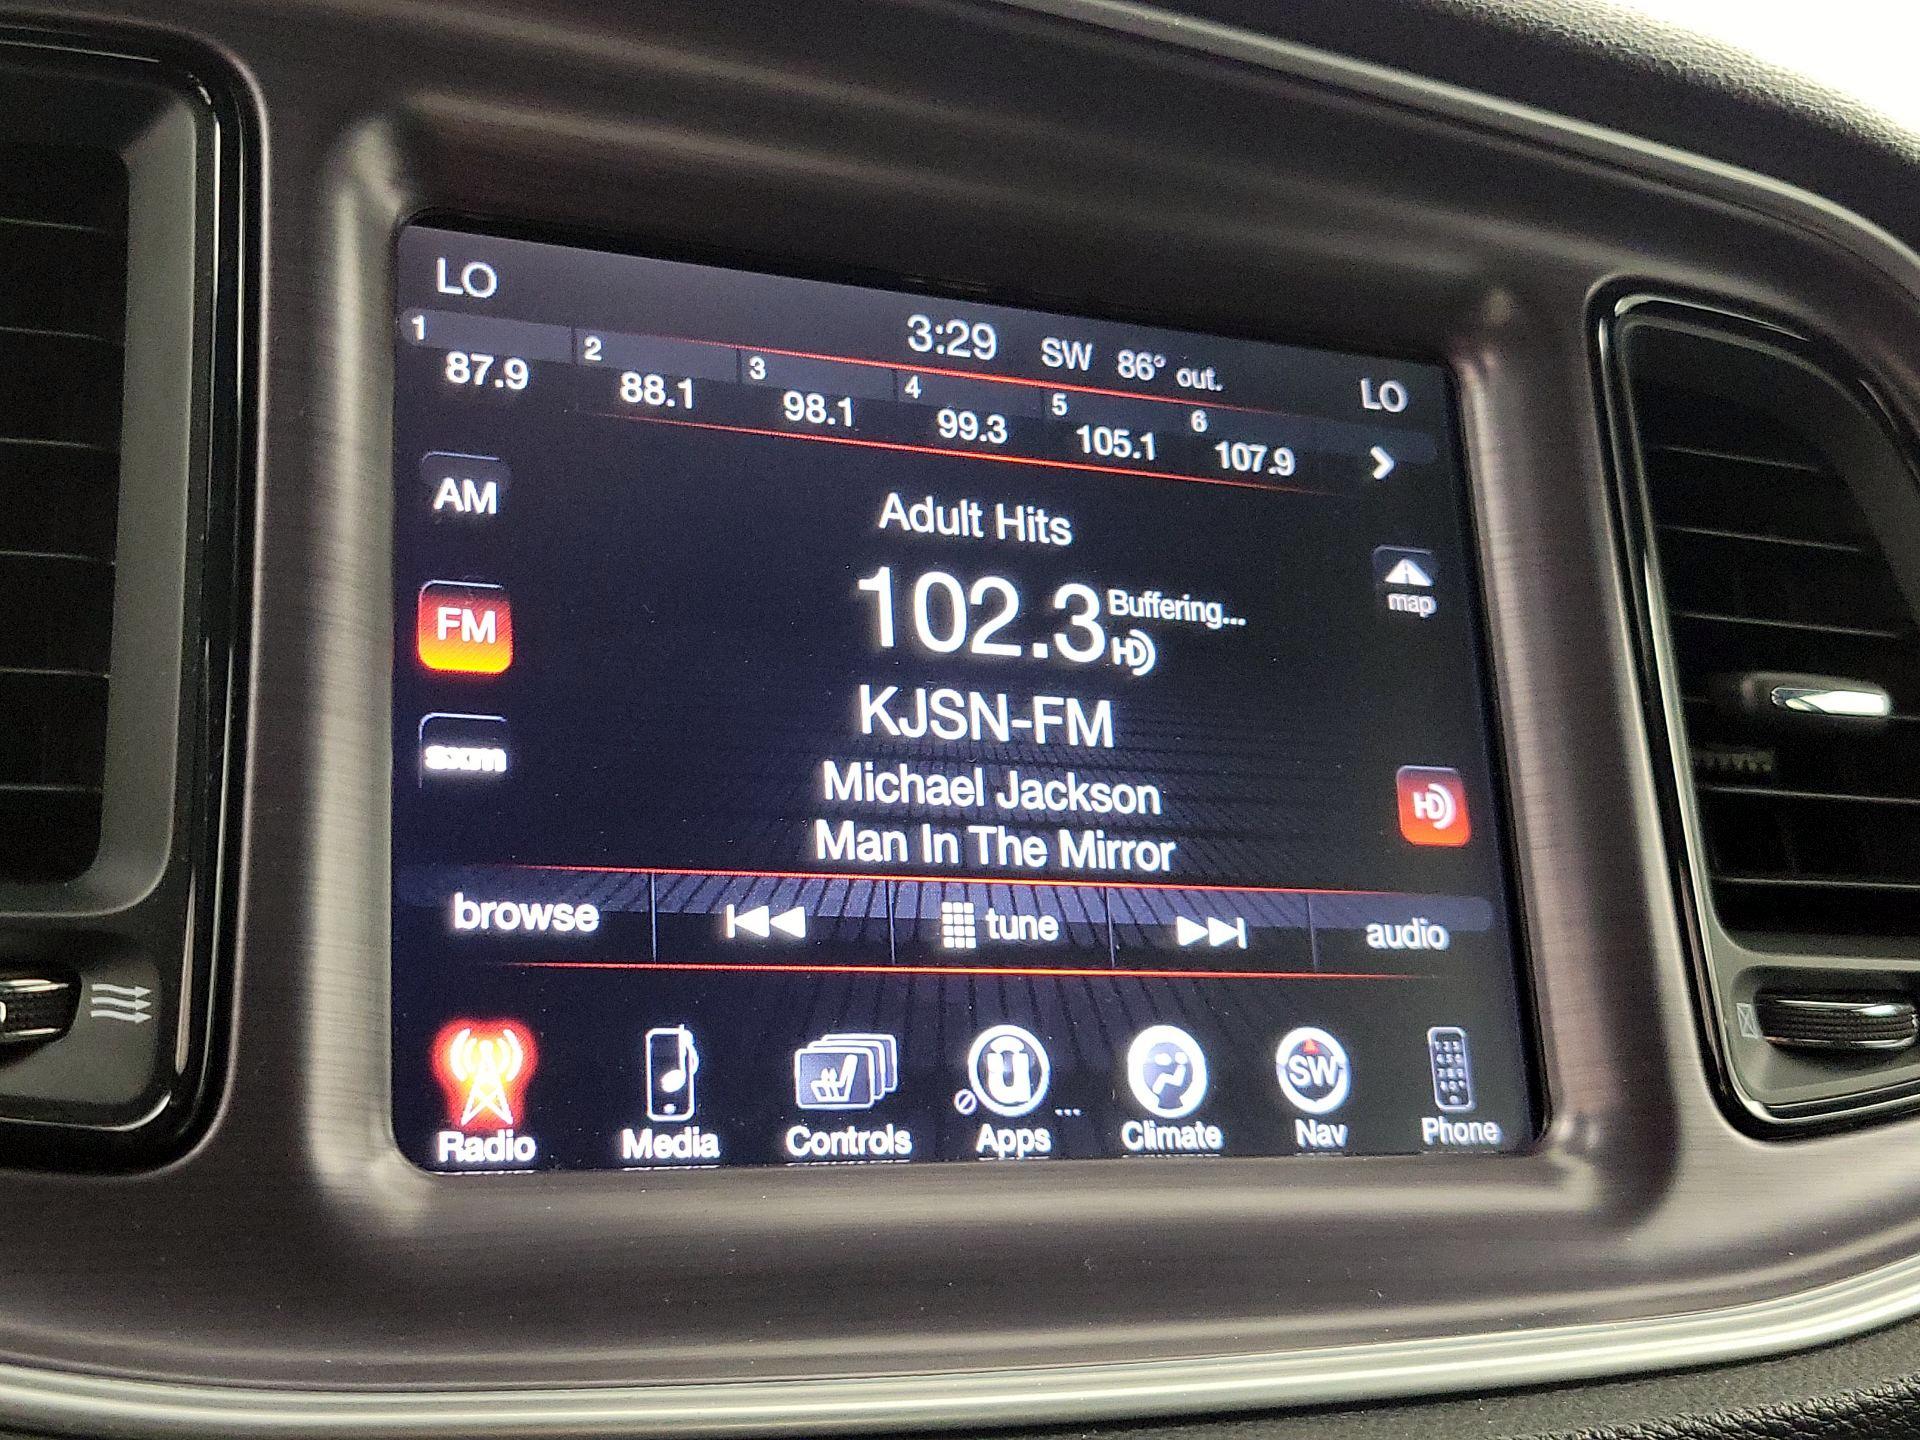 LO
3:29 SW 86° out.
LO
1 2 3 4 5 6
87.9 88.1 98.1 99.3 105.1 107.9
AM
Adult Hits
map
FM
102.3 Buffering...
HD
KJSN-FM
sxm
Michael Jackson
HD
Man In The Mirror
browse tune audio
SW
Radio Media Controls Apps ... Climate Nav Phone